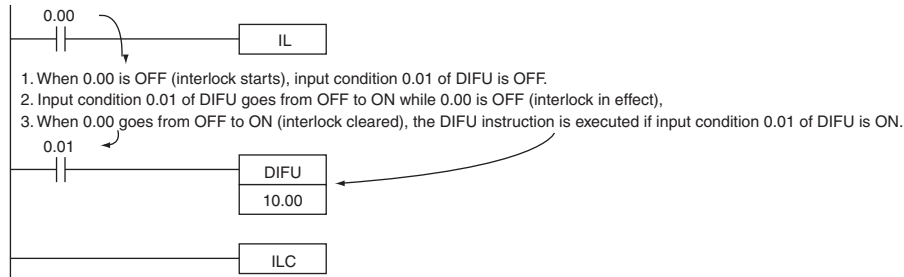 0.00
IL
1. When 0.00 is OFF (interlock starts), input condition 0.01 of DIFU is OFF.
2. Input condition 0.01 of DIFU goes from OFF to ON while 0.00 is OFF (interlock in effect),
3. When 0.00 goes from OFF to ON (interlock cleared), the DIFU instruction is executed if input condition 0.01 of DIFU is ON.
0.01
DIFU
10.00
ILC